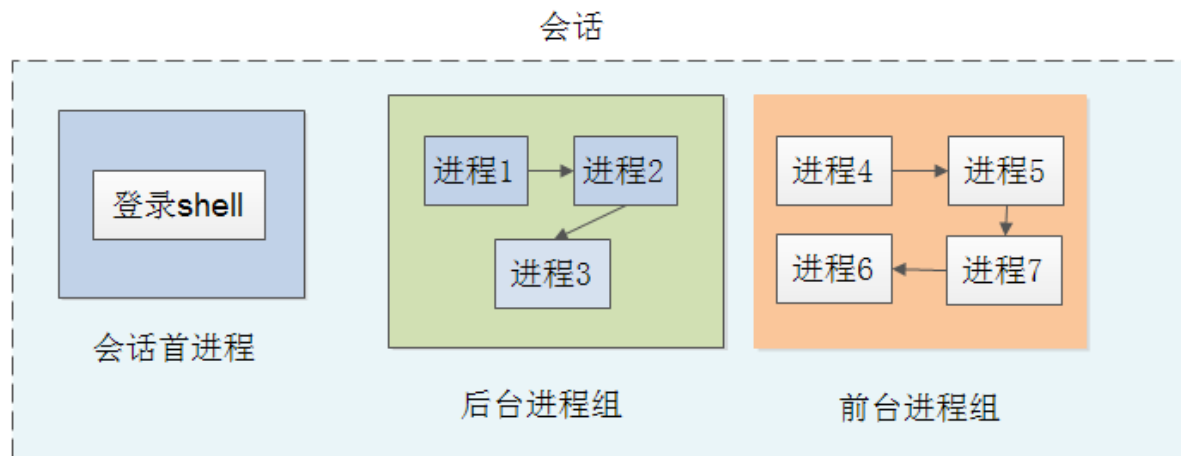 会话
登录shell
会话首进程
进程1
进程2
进程3
后台进程组
进程4
进程5
进程6
进程7
前台进程组